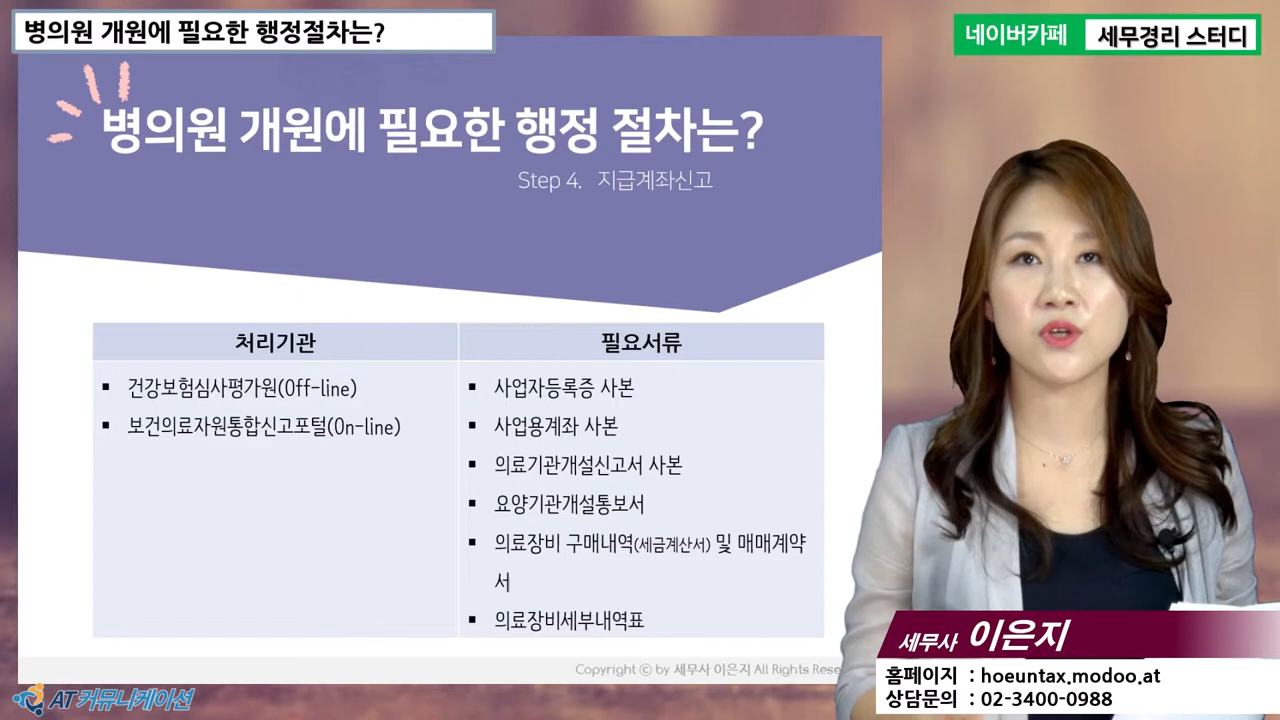 병의원 개원에 필요한 행정절차는?
네이버카페 세무경리 스터디
병의원 개원에 필요한 행정 절차는?
Step 4. 지급계좌신고
처리기관
▪ 건강보험심사평가원(Off-line)
▪ 보건의료자원통합신고포털(On-line)
필요서류
▪ 사업자등록증 사본
▪ 사업용계좌 사본
▪ 의료기관개설신고서 사본
▪ 요양기관개설통보서
▪ 의료장비 구매내역(세금계산서) 및 매매계약
서
▪ 의료장비세부내역표
Copyright ⓒ by 세무사 이은지 All Rights Rese
세무사 이은지
홈페이지 : hoeuntax.modoo.at
상담문의 : 02-3400-0988
AT커뮤니케이션